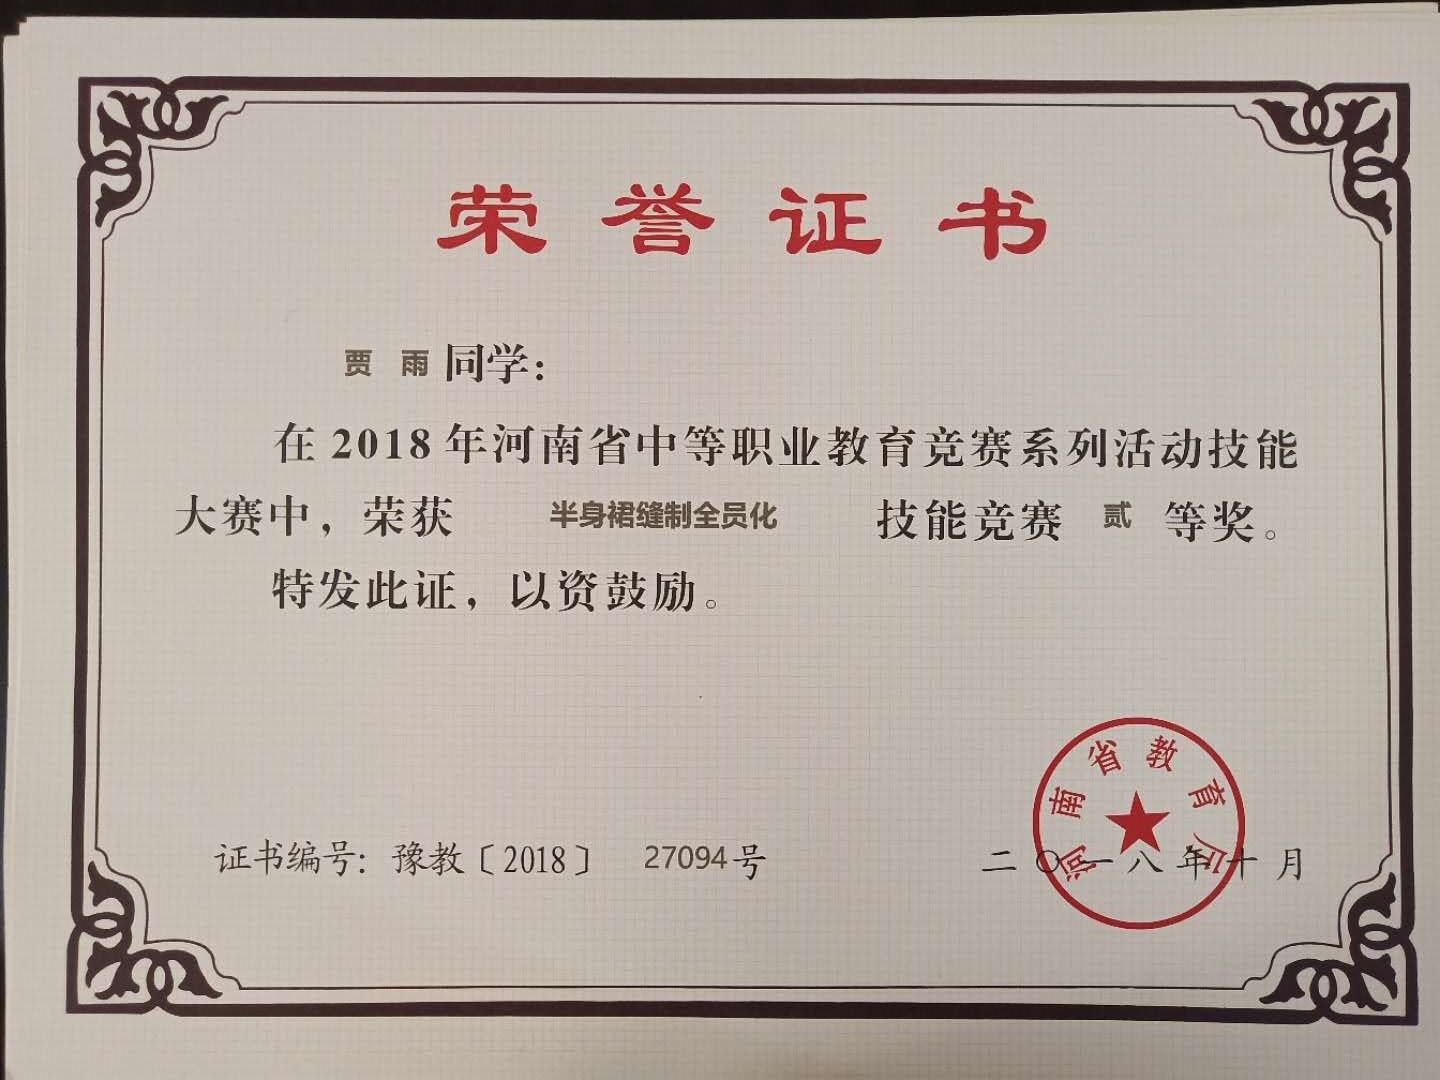 荣誉证书
贾 雨 同学：
在 2018 年河南省中等职业教育竞赛系列活动技能
大赛中，荣获 半身裙缝制全员化 技能竞赛 贰 等奖。
特发此证，以资鼓励。
河南省教育厅
证书编号：豫教〔2018〕 27094号 二〇一八年十月